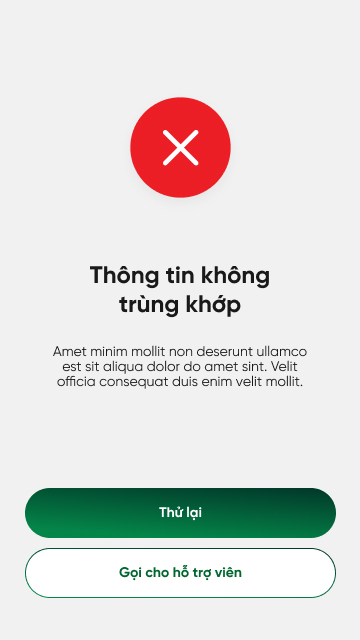 Thông tin không
trùng khớp
Amet minim mollit non deserunt ullamco
est sit aliqua dolor do amet sint. Velit
officia consequat duis enim velit mollit.
Thử lại
Gọi cho hỗ trợ viên